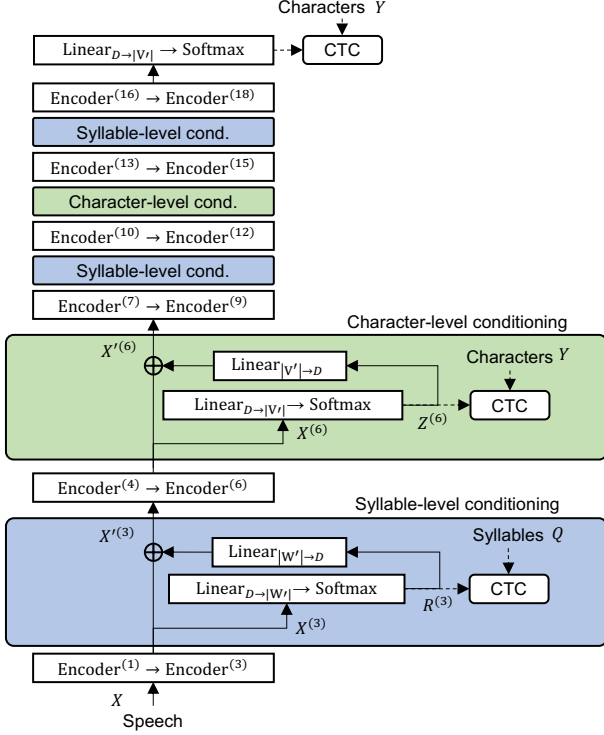 Characters Y
Linear_{D→|V′|} → Softmax
CTC
Encoder^{(16)} → Encoder^{(18)}
Syllable-level cond.
Encoder^{(13)} → Encoder^{(15)}
Character-level cond.
Encoder^{(10)} → Encoder^{(12)}
Syllable-level cond.
Encoder^{(7)} → Encoder^{(9)}
Character-level conditioning
X′^{(6)}
Linear_{|V′|→D}
Characters Y
Linear_{D→|V′|} → Softmax
CTC
X^{(6)}
Z^{(6)}
Encoder^{(4)} → Encoder^{(6)}
Syllable-level conditioning
X′^{(3)}
Linear_{|W′|→D}
Syllables Q
Linear_{D→|W′|} → Softmax
CTC
X^{(3)}
R^{(3)}
Encoder^{(1)} → Encoder^{(3)}
X
Speech